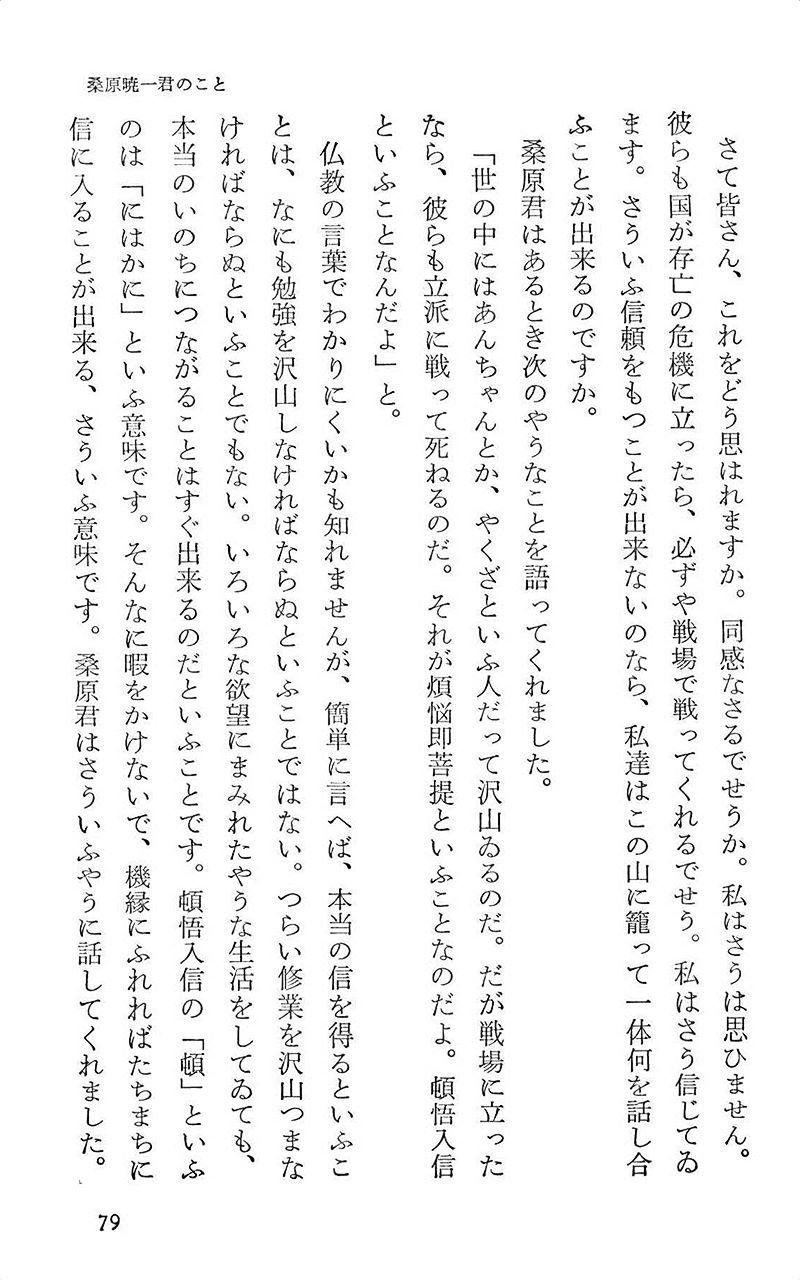 桑原暁一君のこと
さて皆さん、これをどう思はれますか。同感なさるでせうか。私はさうは思ひません。
彼らも国が存亡の危機に立ったら、必ずや戦場で戦ってくれるでせう。私はさう信じてゐ
ます。さういふ信頼をもつことが出来ないのなら、私達はこの山に籠って一体何を話し合
ふことが出来るのですか。
桑原君はあるとき次のやうなことを語ってくれました。
「世の中にはあんちゃんとか、やくざといふ人だって沢山ゐるのだ。だが戦場に立った
なら、彼らも立派に戦って死ねるのだ。それが煩悩即菩提といふことなのだよ。頓悟入信
といふことなんだよ」と。
仏教の言葉でわかりにくいかも知れませんが、簡単に言へば、本当の信を得るといふこ
とは、なにも勉強を沢山しなければならぬといふことではない。つらい修業を沢山つまな
ければならぬといふことでもない。いろいろな欲望にまみれたやうな生活をしてゐても、
本当のいのちにつながることはすぐ出来るのだといふことです。頓悟入信の「頓」といふ
のは「にはかに」といふ意味です。そんなに暇をかけないで、機縁にふれればたちまちに
信に入ることが出来る、さういふ意味です。桑原君はさういふやうに話してくれました。
79